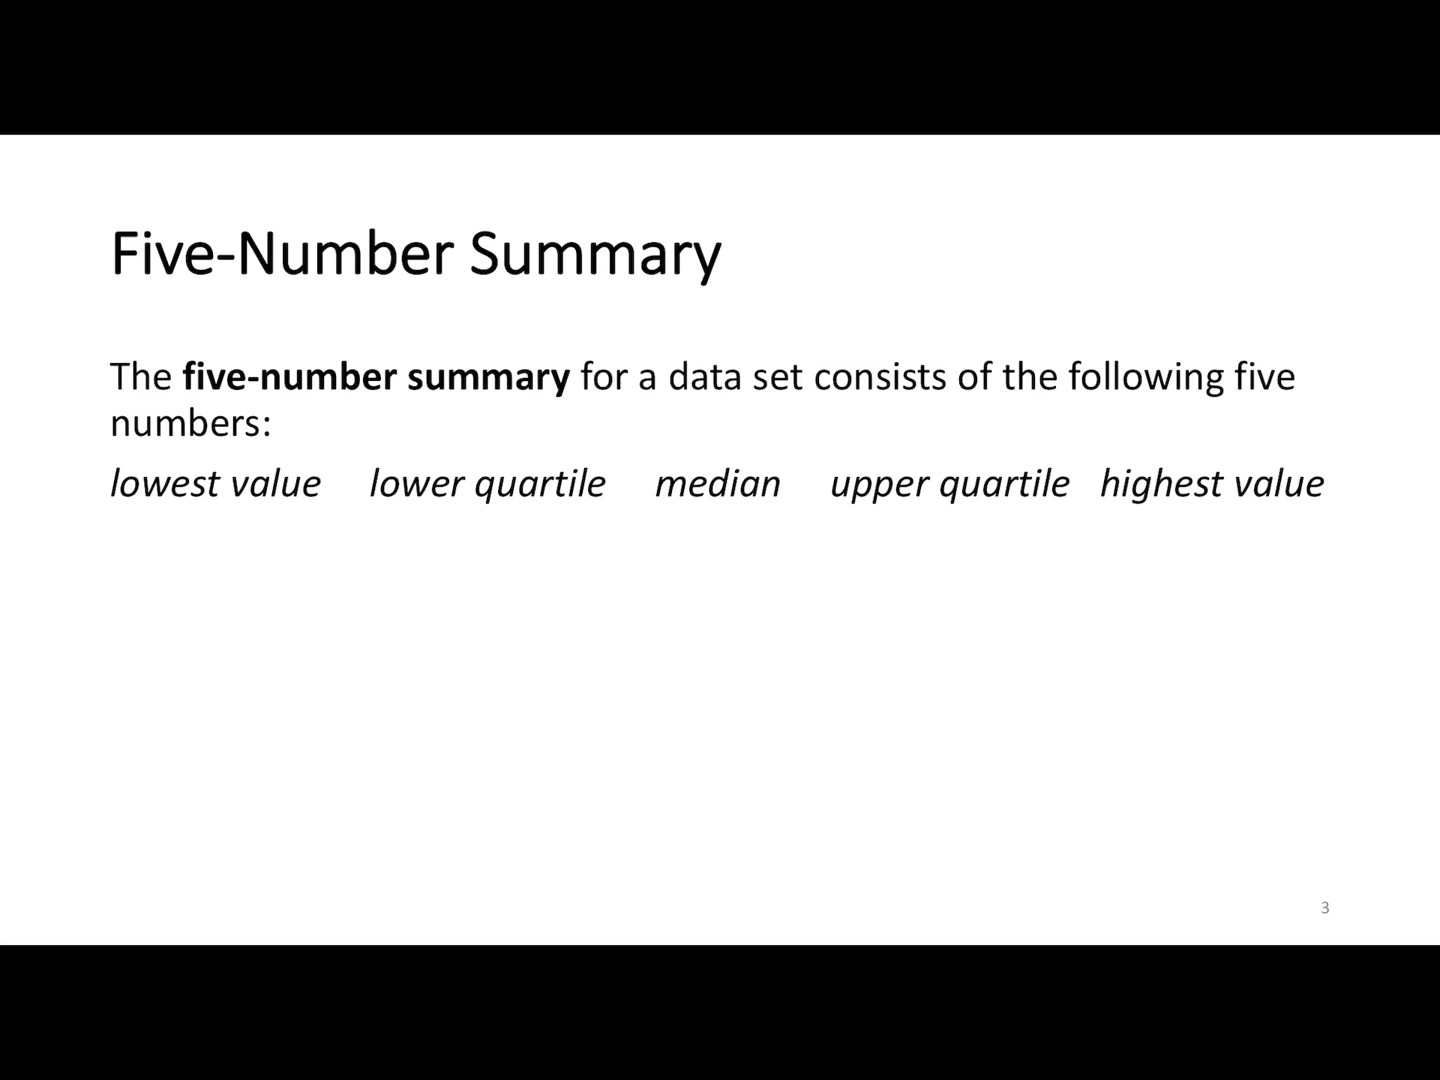 Five-Number Summary
The five-number summary for a data set consists of the following five
numbers:
lowest value lower quartile median upper quartile highest value
3